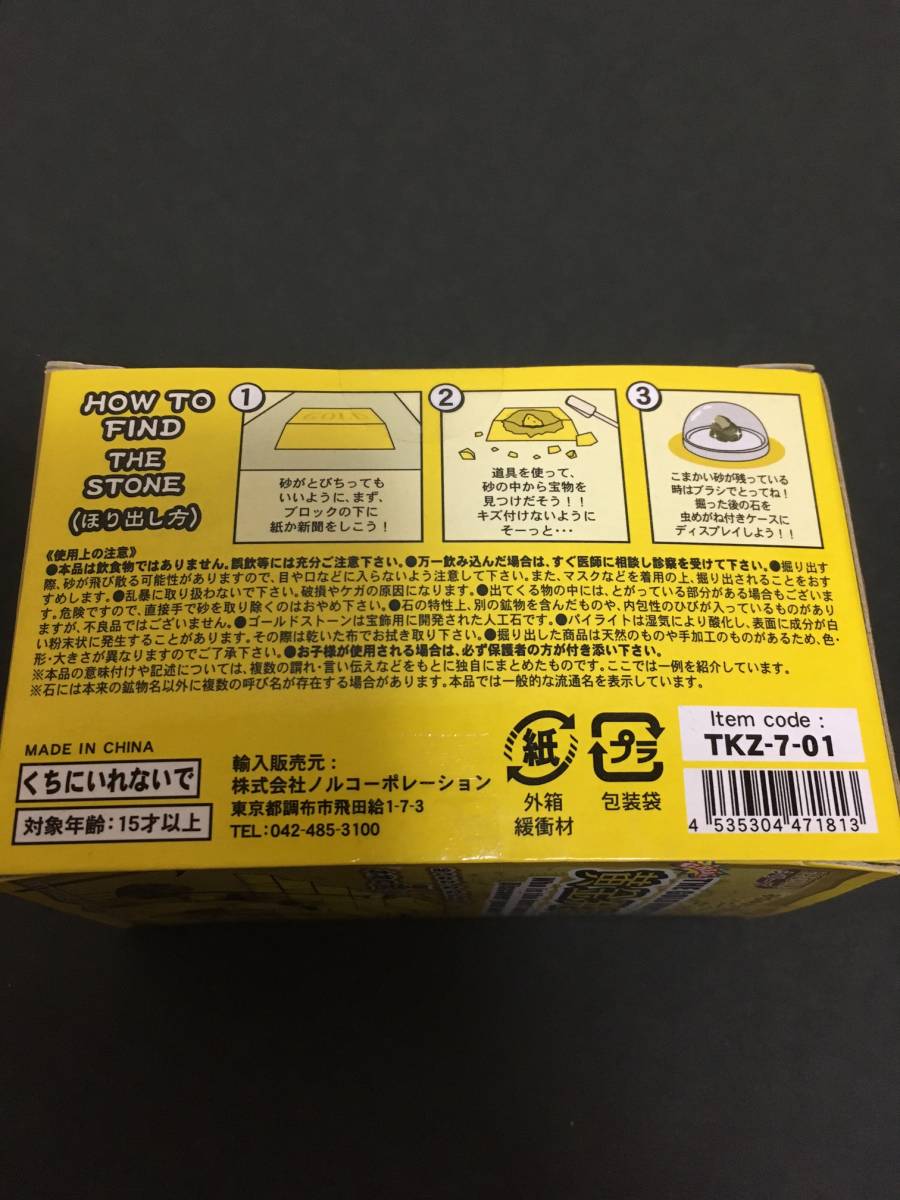 HOW TO
FIND
THE
STONE
(ほり出し方)
1
砂がとびちっても
いいように、まず、
ブロックの下に
紙か新聞をしこう！
2
道具を使って、
砂の中から宝物を
見つけだそう！！
キズ付けないように
そーっと・・・
3
こまかい砂が残っている
時はブラシでとってね！
掘った後の石を
虫めがね付きケースに
ディスプレイしよう！！
《使用上の注意》
●本品は飲食物ではありません。誤飲等には充分ご注意下さい。●万一飲み込んだ場合は、すぐ医師に相談し診察を受けて下さい。●掘り出す
際、砂が飛び散る可能性がありますので、目や口などに入らないよう注意して下さい。また、マスクなどを着用の上、掘り出されることをおす
すめします。●乱暴に取り扱わないで下さい。破損やケガの原因になります。●出てくる物の中には、とがっている部分がある場合もございま
す。危険ですので、直接手で砂を取り除くのはおやめ下さい。●石の特性上、別の鉱物を含んだものや、内包性のひびが入っているものがあり
ますが、不良品ではございません。●ゴールドストーンは宝飾用に開発された人工石です。●パイライトは湿気により酸化し、表面に成分が白
い粉末状に発生することがあります。その際は乾いた布でお拭き取り下さい。●掘り出した商品は天然のものや手加工のものがあるため、色・
形・大きさが異なりますのでご了承下さい。●お子様が使用される場合は、必ず保護者の方が付き添い下さい。
※本品の意味付けや記述については、複数の謂れ・言い伝えなどをもとに独自にまとめたものです。ここでは一例を紹介しています。
※石には本来の鉱物名以外に複数の呼び名が存在する場合があります。本品では一般的な流通名を表示しています。
MADE IN CHINA
くちにいれないで
対象年齢：15才以上
輸入販売元：
株式会社ノルコーポレーション
東京都調布市飛田給1-7-3
TEL：042-485-3100
紙
外箱
緩衝材
プラ
包装袋
Item code :
TKZ-7-01
4 535304 471813